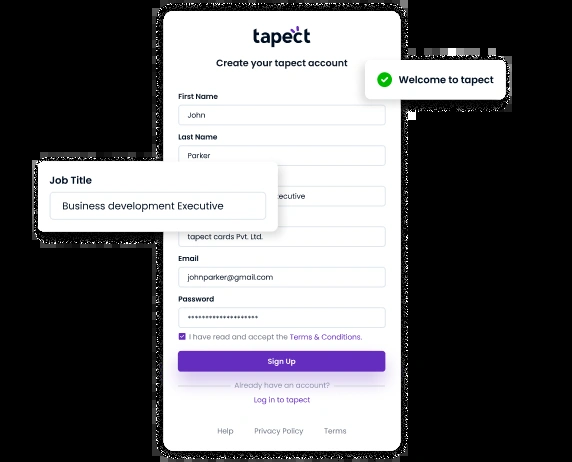 tapect
Create your tapect account
Welcome to tapect
First Name
John
Last Name
Parker
Job Title
Business development Executive
tapect cards Pvt. Ltd.
Email
johnparker@gmail.com
Password
*******************
I have read and accept the Terms & Conditions.
Sign Up
Already have an account?
Log in to tapect
Help Privacy Policy Terms